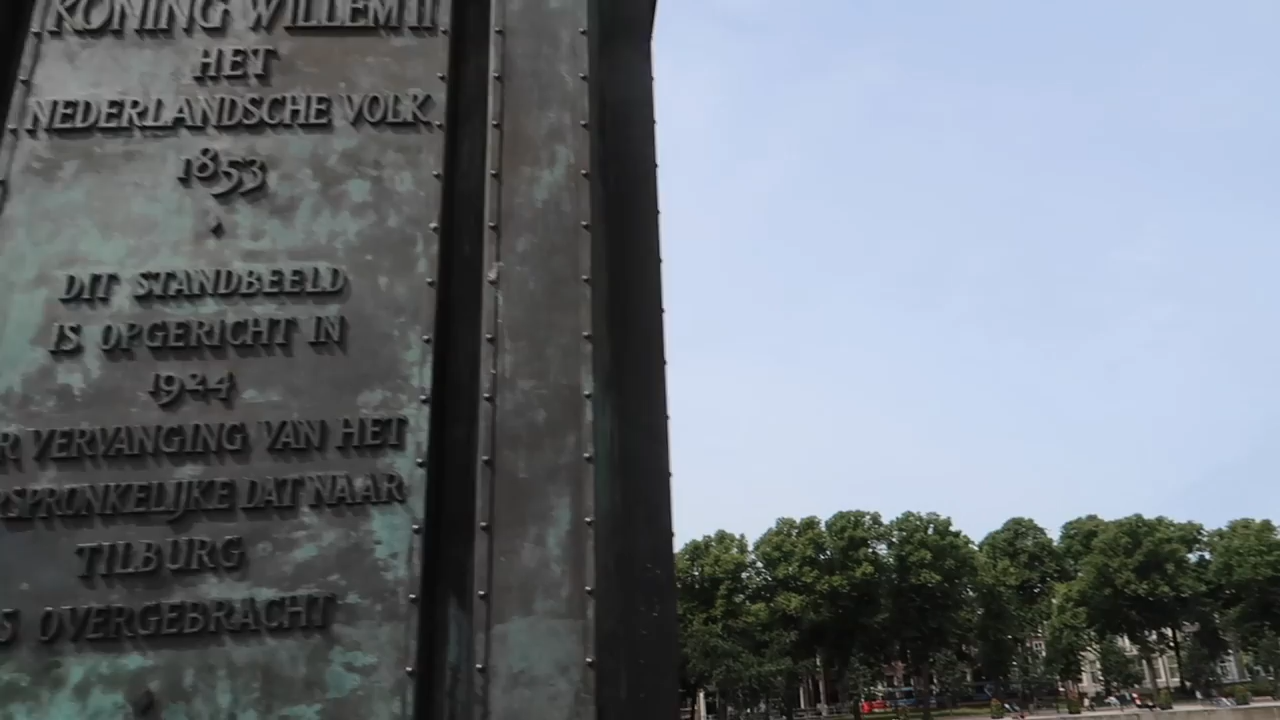 KONING WILLEM II
HET
NEDERLANDSCHE VOLK
1853
DIT STANDBEELD
IS OPGERICHT IN
1924
R VERVANGING VAN HET
RSPRONKELIJKE DAT NAAR
TILBURG
S OVERGEBRACHT